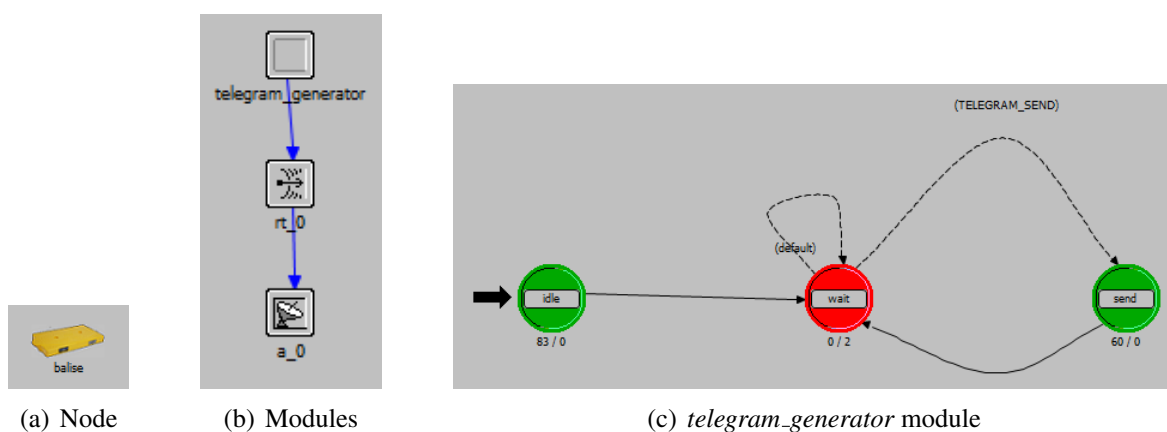 balise
(a) Node
telegram_generator
rt_0
a_0
(b) Modules
(TELEGRAM_SEND)
(default)
idle
83 / 0
wait
0 / 2
send
60 / 0
(c) telegram_generator module